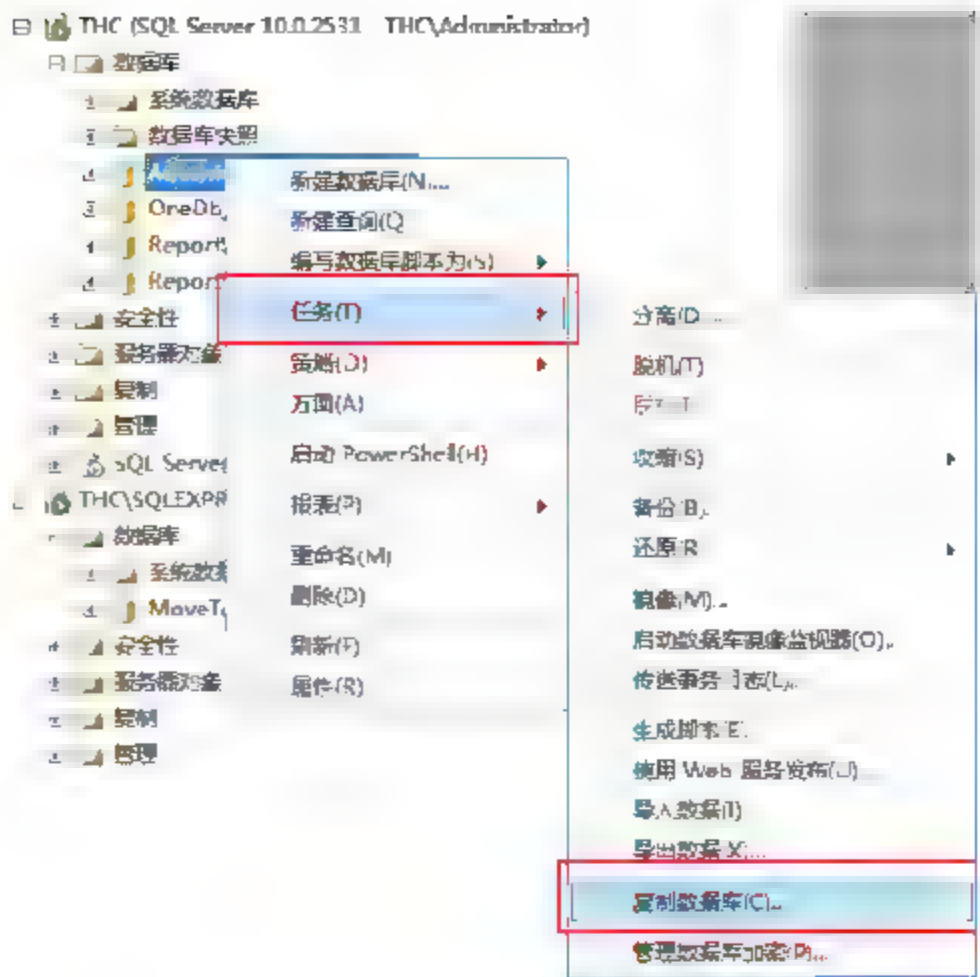 THC (SQL Server 10.0.2531 THC\Administrator)
数据库
系统数据库
数据库快照
OneDb
Report
Report
安全性
服务器对象
复制
管理
SQL Server
THC\SQLEXPR
数据库
系统数据
MoveT
安全性
服务器对象
复制
管理
新建数据库(N...
新建查询(Q
编写数据库脚本为(S)
任务(T)
策略(O)
方面(A)
启动 PowerShell(H)
报表(P)
重命名(M)
删除(D)
刷新(F)
属性(R)
分离(D...
脱机(T)
收缩(S)
备份(B)..
还原(R
镜像(M)...
启动数据库镜像监视器(O)..
传送事务日志(L)..
生成脚本(E).
使用 Web 服务发布(U)...
导入数据(I)
导出数据(X)...
复制数据库(C)..
管理数据库加密(P)...